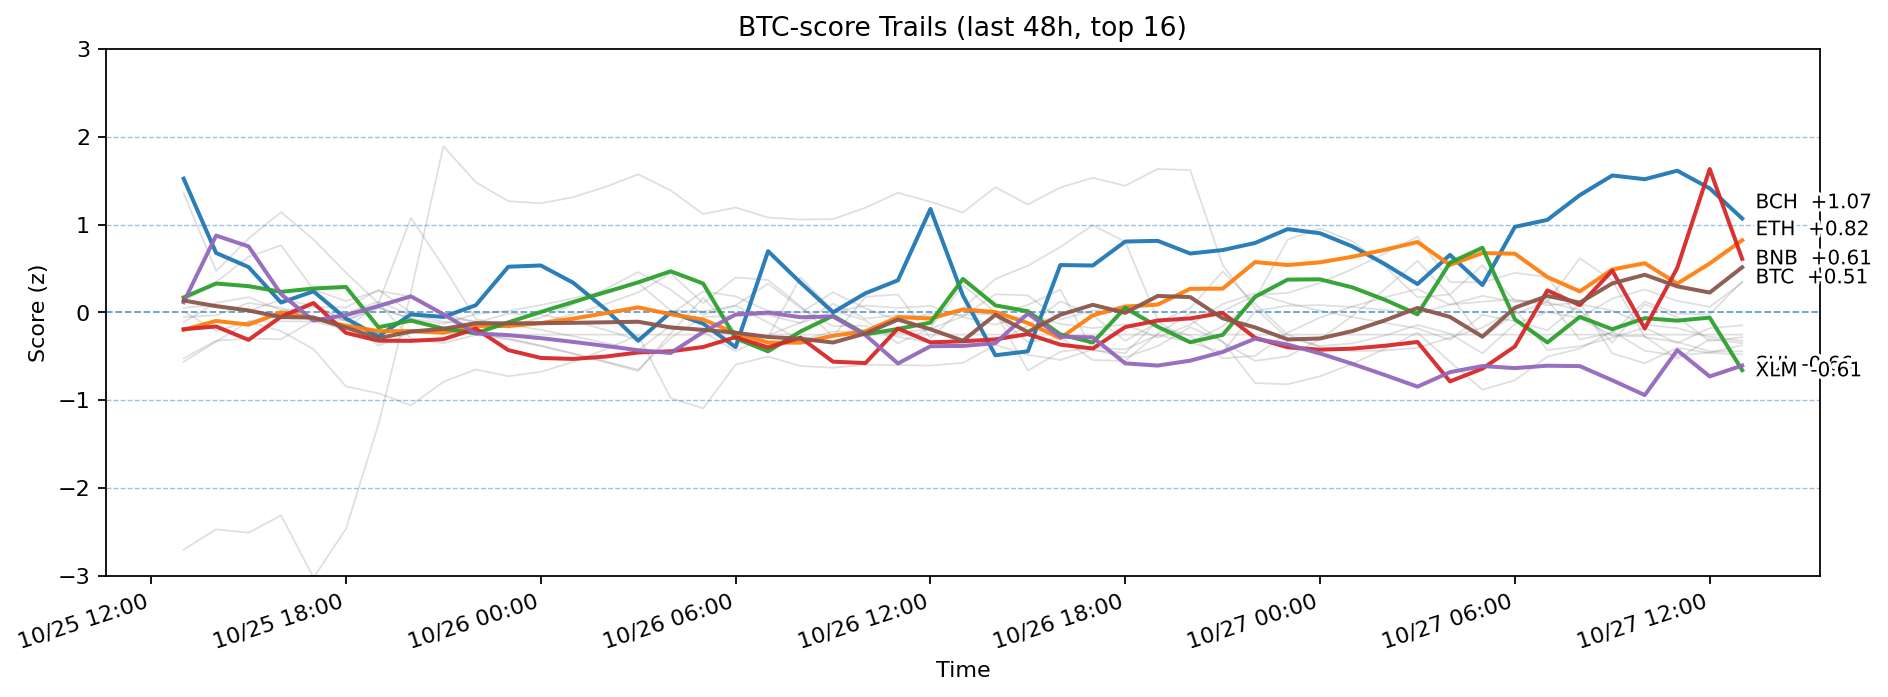 BTC-score Trails (last 48h, top 16)
Score (z)
3
2
1
0
−1
−2
−3
BCH +1.07
ETH +0.82
BNB +0.61
BTC +0.51
XLM -0.61
10/25 12:00
10/25 18:00
10/26 00:00
10/26 06:00
10/26 12:00
10/26 18:00
10/27 00:00
10/27 06:00
10/27 12:00
Time